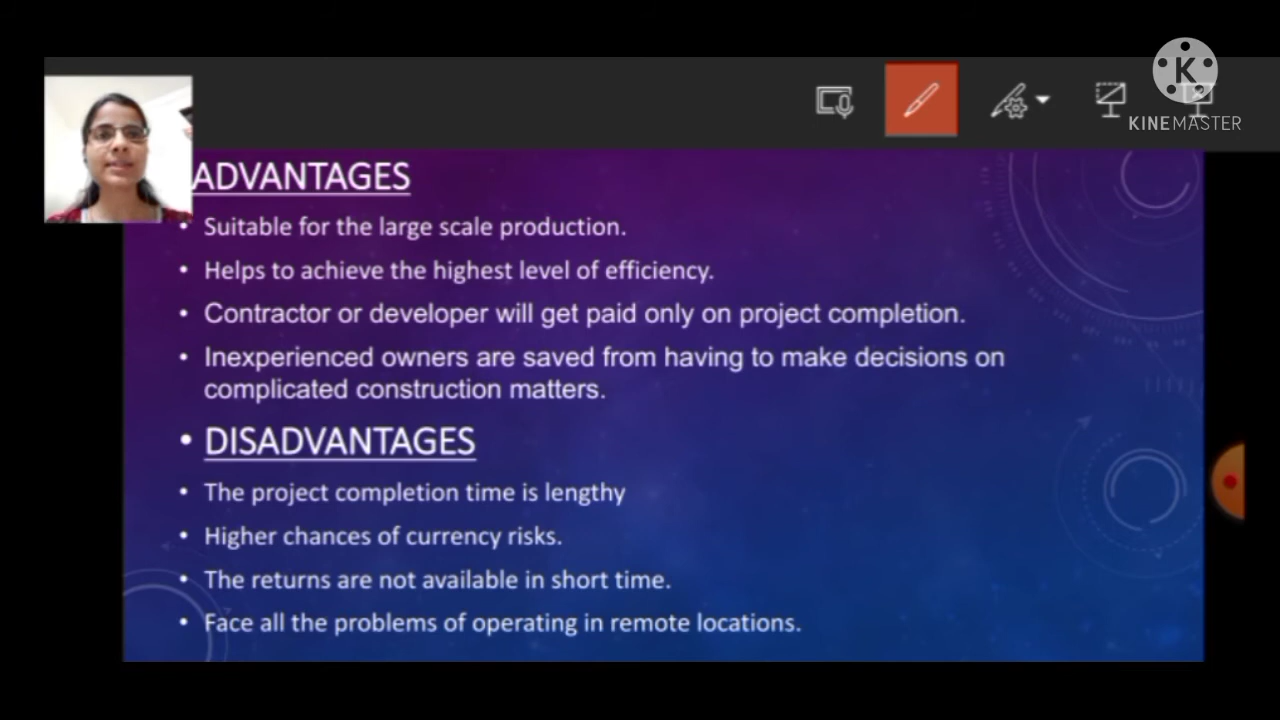 K
KINEMASTER
ADVANTAGES
• Suitable for the large scale production.
• Helps to achieve the highest level of efficiency.
• Contractor or developer will get paid only on project completion.
• Inexperienced owners are saved from having to make decisions on
complicated construction matters.
• DISADVANTAGES
• The project completion time is lengthy
• Higher chances of currency risks.
• The returns are not available in short time.
• Face all the problems of operating in remote locations.